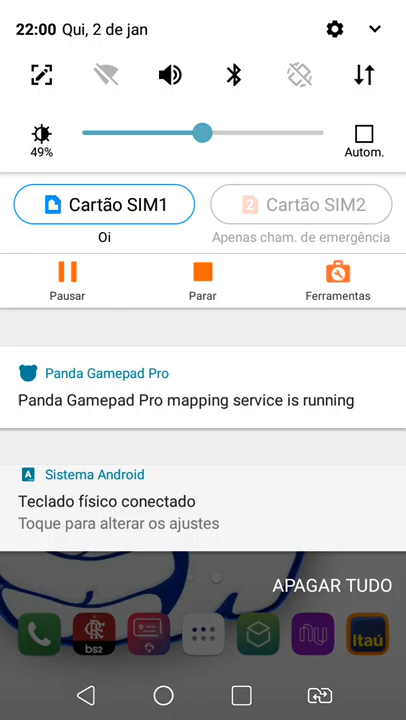 22:00 Qui, 2 de jan
49%
Autom.
Cartão SIM1
2 Cartão SIM2
Oi
Apenas cham. de emergência
Pausar
Parar
Ferramentas
Panda Gamepad Pro
Panda Gamepad Pro mapping service is running
A Sistema Android
Teclado físico conectado
Toque para alterar os ajustes
APAGAR TUDO
bs2
nu
Itaú